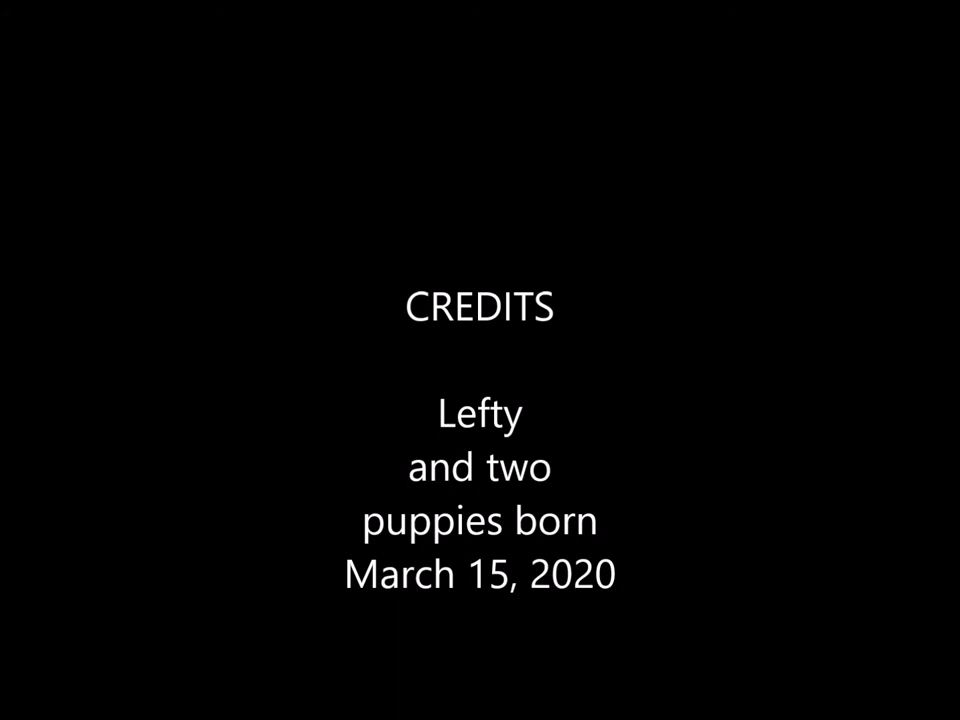 CREDITS
Lefty
and two
puppies born
March 15, 2020